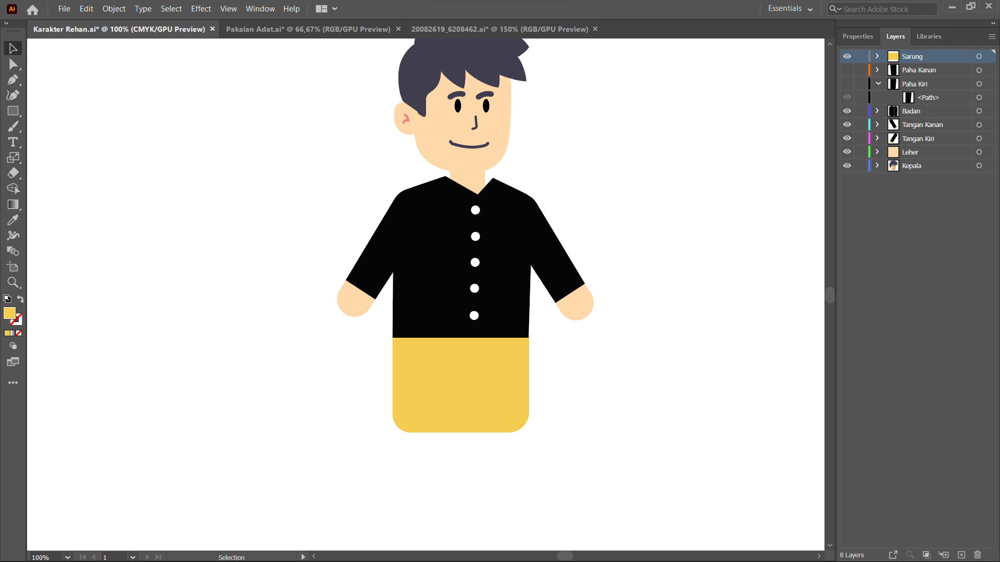 Ai File Edit Object Type Select Effect View Window Help Essentials Search Adobe Stock
Karakter Rehan.ai* @ 100% (CMYK/GPU Preview) × Pakaian Adat.ai* @ 66,67% (RGB/GPU Preview) × 20082619_6208462.ai* @ 150% (RGB/GPU Preview) ×
Properties Layers Libraries
Sarung
Paha Kanan
Paha Kiri
<Path>
Badan
Tangan Kanan
Tangan Kiri
Leher
Kepala
8 Layers
100% 1 Selection